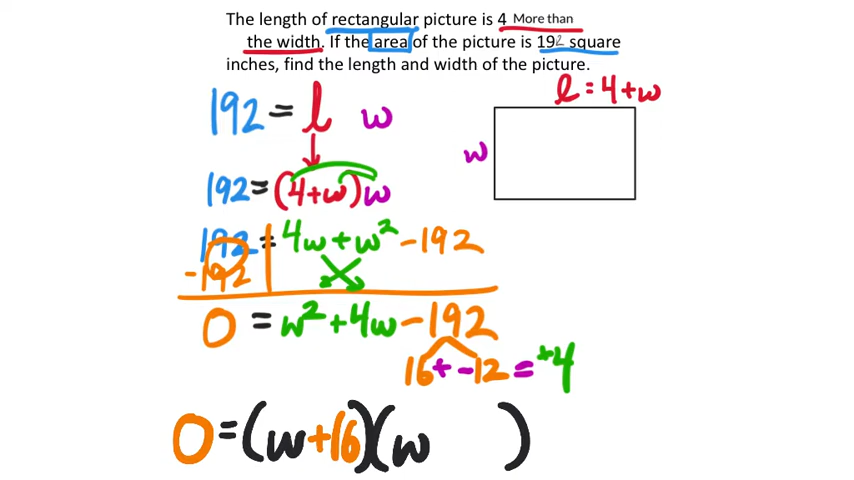 The length of rectangular picture is 4 More than
the width. If the area of the picture is 192 square
inches, find the length and width of the picture.
l = 4 + w
192 = l w
w
192 = (4 + w) w
192 = 4w + w² - 192
- 192
0 = w² + 4w - 192
16 + - 12 = +4
0 = (w + 16)(w )